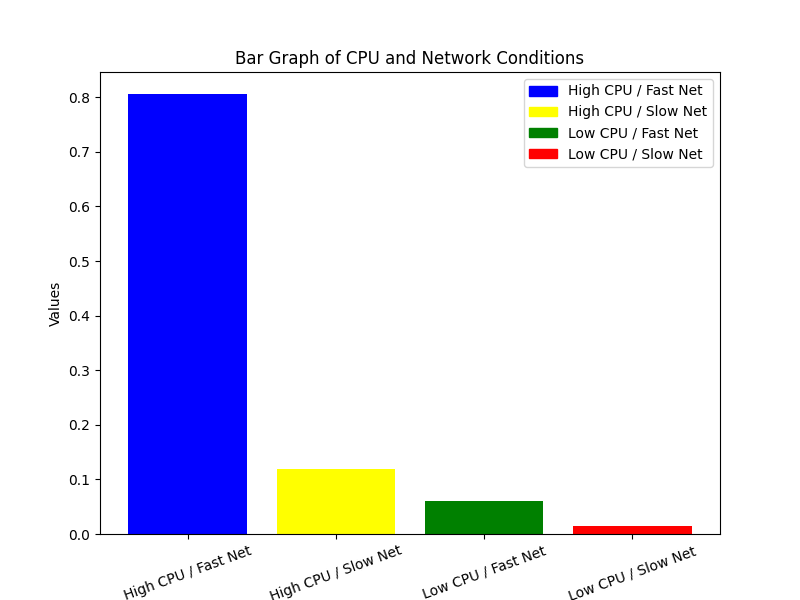 Bar Graph of CPU and Network Conditions
High CPU / Fast Net
High CPU / Slow Net
Low CPU / Fast Net
Low CPU / Slow Net
Values
0.8
0.7
0.6
0.5
0.4
0.3
0.2
0.1
0.0
High CPU / Fast Net
High CPU / Slow Net
Low CPU / Fast Net
Low CPU / Slow Net